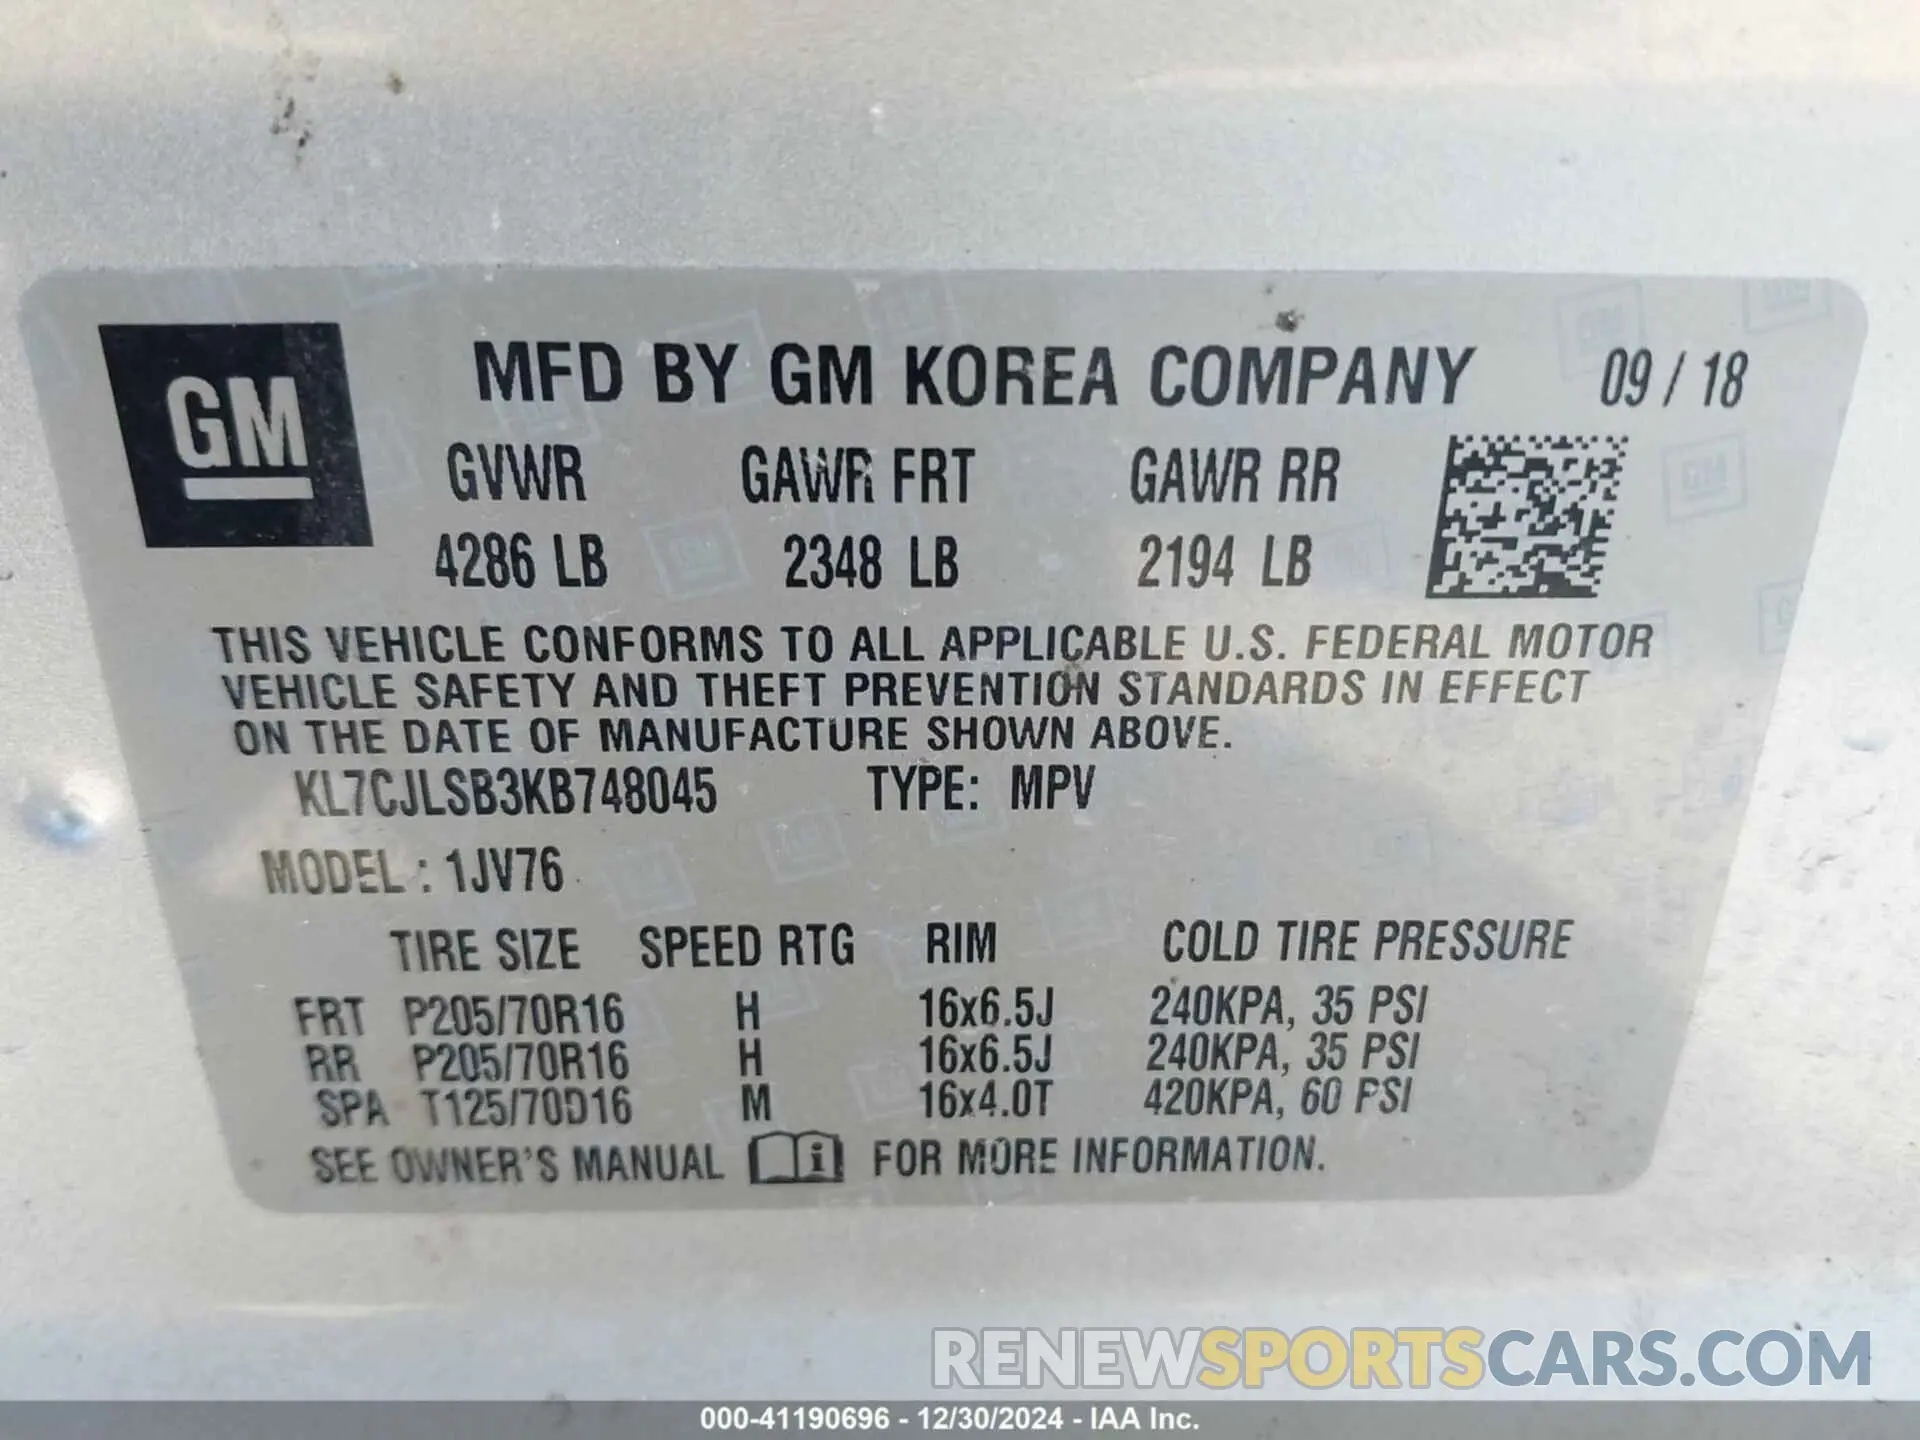 GM
MFD BY GM KOREA COMPANY 09 / 18
GVWR GAWR FRT GAWR RR
4286 LB 2348 LB 2194 LB
THIS VEHICLE CONFORMS TO ALL APPLICABLE U.S. FEDERAL MOTOR
VEHICLE SAFETY AND THEFT PREVENTION STANDARDS IN EFFECT
ON THE DATE OF MANUFACTURE SHOWN ABOVE.
KL7CJLSB3KB748045 TYPE: MPV
MODEL : 1JV76
TIRE SIZE SPEED RTG RIM COLD TIRE PRESSURE
FRT P205/70R16 H 16x6.5J 240KPA, 35 PSI
RR P205/70R16 H 16x6.5J 240KPA, 35 PSI
SPA T125/70D16 M 16x4.0T 420KPA, 60 PSI
SEE OWNER'S MANUAL i FOR MORE INFORMATION.
RENEWSPORTSCARS.COM
000-41190696 - 12/30/2024 - IAA Inc.